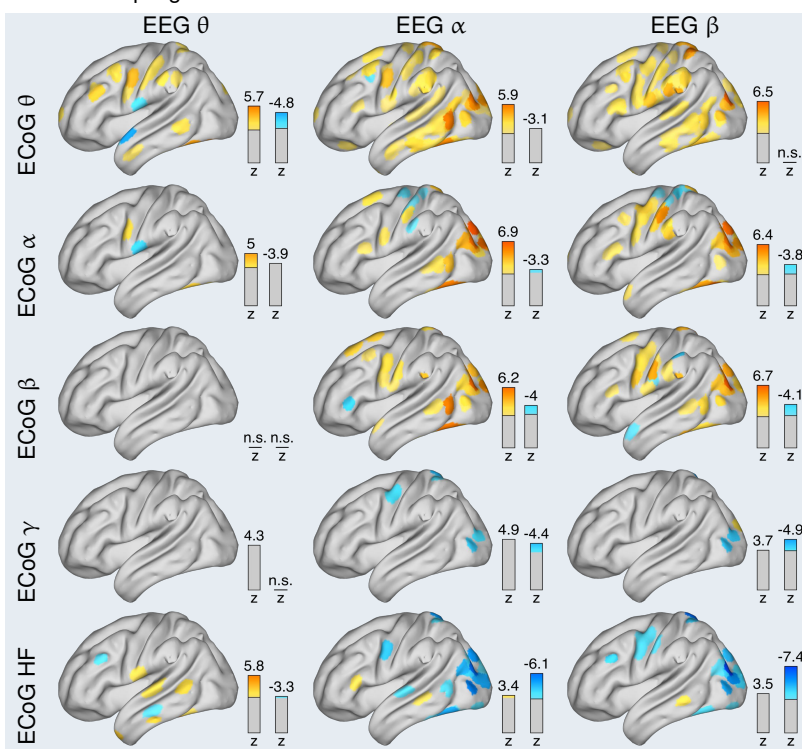 EEG θ EEG α EEG β
ECoG θ
5.7 -4.8
z z
5.9 -3.1
z z
6.5 n.s.
z z
ECoG α
5 -3.9
z z
6.9 -3.3
z z
6.4 -3.8
z z
ECoG β
n.s. n.s.
z z
6.2 -4
z z
6.7 -4.1
z z
ECoG γ
4.3 n.s.
z z
4.9 -4.4
z z
3.7 -4.9
z z
ECoG HF
5.8 -3.3
z z
3.4 -6.1
z z
3.5 -7.4
z z